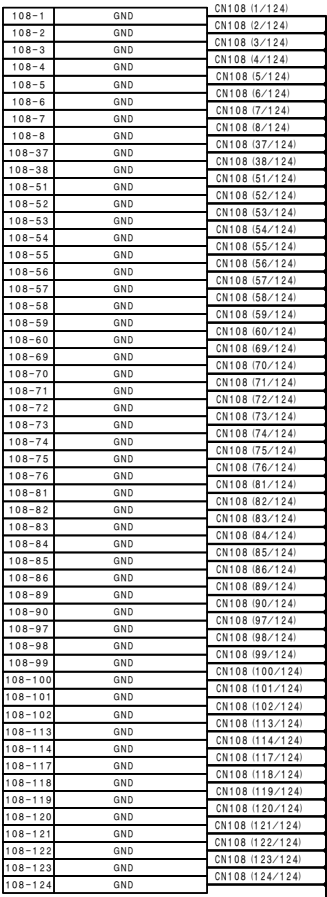 CN108 (1/124)
108-1 GND
CN108 (2/124)
108-2 GND
CN108 (3/124)
108-3 GND
CN108 (4/124)
108-4 GND
CN108 (5/124)
108-5 GND
CN108 (6/124)
108-6 GND
CN108 (7/124)
108-7 GND
CN108 (8/124)
108-8 GND
CN108 (37/124)
108-37 GND
CN108 (38/124)
108-38 GND
CN108 (51/124)
108-51 GND
CN108 (52/124)
108-52 GND
CN108 (53/124)
108-53 GND
CN108 (54/124)
108-54 GND
CN108 (55/124)
108-55 GND
CN108 (56/124)
108-56 GND
CN108 (57/124)
108-57 GND
CN108 (58/124)
108-58 GND
CN108 (59/124)
108-59 GND
CN108 (60/124)
108-60 GND
CN108 (69/124)
108-69 GND
CN108 (70/124)
108-70 GND
CN108 (71/124)
108-71 GND
CN108 (72/124)
108-72 GND
CN108 (73/124)
108-73 GND
CN108 (74/124)
108-74 GND
CN108 (75/124)
108-75 GND
CN108 (76/124)
108-76 GND
CN108 (81/124)
108-81 GND
CN108 (82/124)
108-82 GND
CN108 (83/124)
108-83 GND
CN108 (84/124)
108-84 GND
CN108 (85/124)
108-85 GND
CN108 (86/124)
108-86 GND
CN108 (89/124)
108-89 GND
CN108 (90/124)
108-90 GND
CN108 (97/124)
108-97 GND
CN108 (98/124)
108-98 GND
CN108 (99/124)
108-99 GND
CN108 (100/124)
108-100 GND
CN108 (101/124)
108-101 GND
CN108 (102/124)
108-102 GND
CN108 (113/124)
108-113 GND
CN108 (114/124)
108-114 GND
CN108 (117/124)
108-117 GND
CN108 (118/124)
108-118 GND
CN108 (119/124)
108-119 GND
CN108 (120/124)
108-120 GND
CN108 (121/124)
108-121 GND
CN108 (122/124)
108-122 GND
CN108 (123/124)
108-123 GND
CN108 (124/124)
108-124 GND